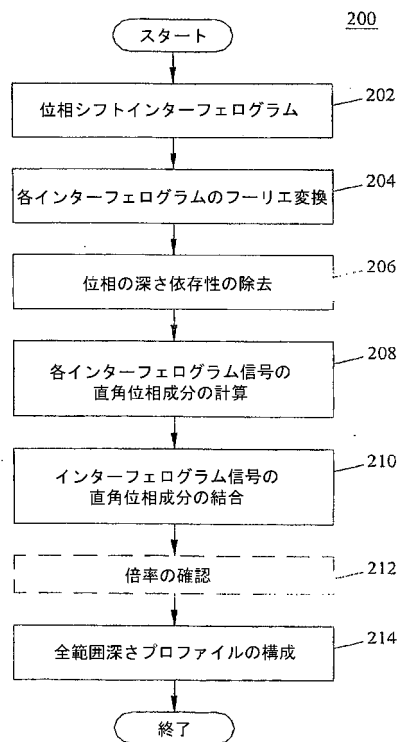 200
スタート
位相シフトインターフェログラム
202
各インターフェログラムのフーリエ変換
204
位相の深さ依存性の除去
206
各インターフェログラム信号の
直角位相成分の計算
208
インターフェログラム信号の
直角位相成分の結合
210
倍率の確認
212
全範囲深さプロファイルの構成
214
終了